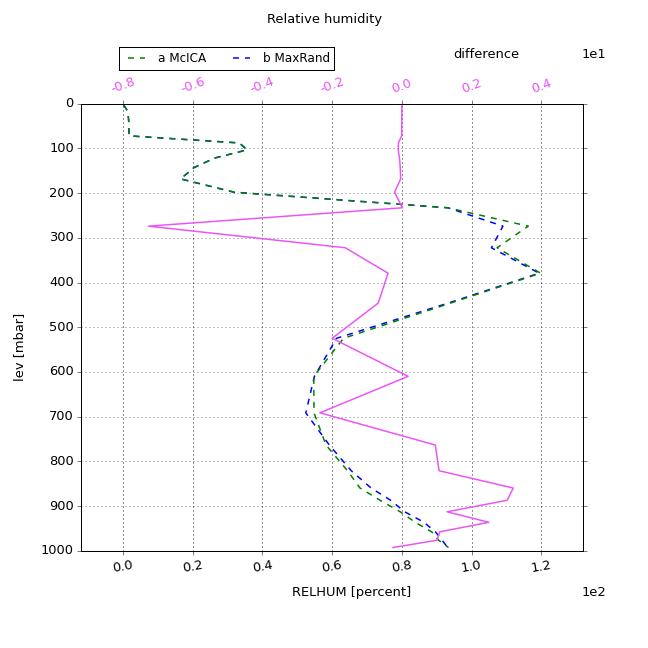 Relative humidity
a McICA b MaxRand
difference 1e1
-0.8 -0.6 -0.4 -0.2 0.0 0.2 0.4
0
100
200
300
400
500
600
700
800
900
1000
lev [mbar]
0.0 0.2 0.4 0.6 0.8 1.0 1.2
RELHUM [percent] 1e2